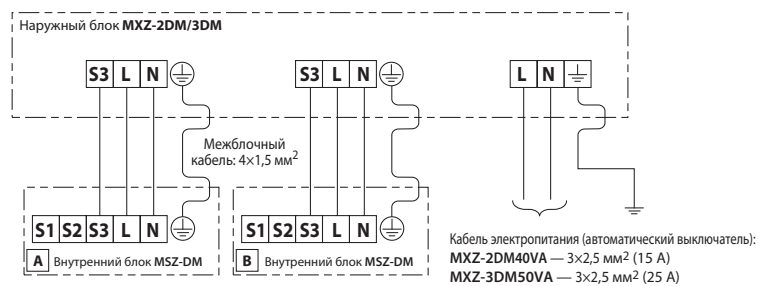 Наружный блок MXZ-2DM/3DM
S3 L N
S3 L N
L N
Межблочный
кабель: 4×1,5 мм²
S1 S2 S3 L N
S1 S2 S3 L N
A Внутренний блок MSZ-DM
B Внутренний блок MSZ-DM
Кабель электропитания (автоматический выключатель):
MXZ-2DM40VA — 3×2,5 мм² (15 А)
MXZ-3DM50VA — 3×2,5 мм² (25 А)